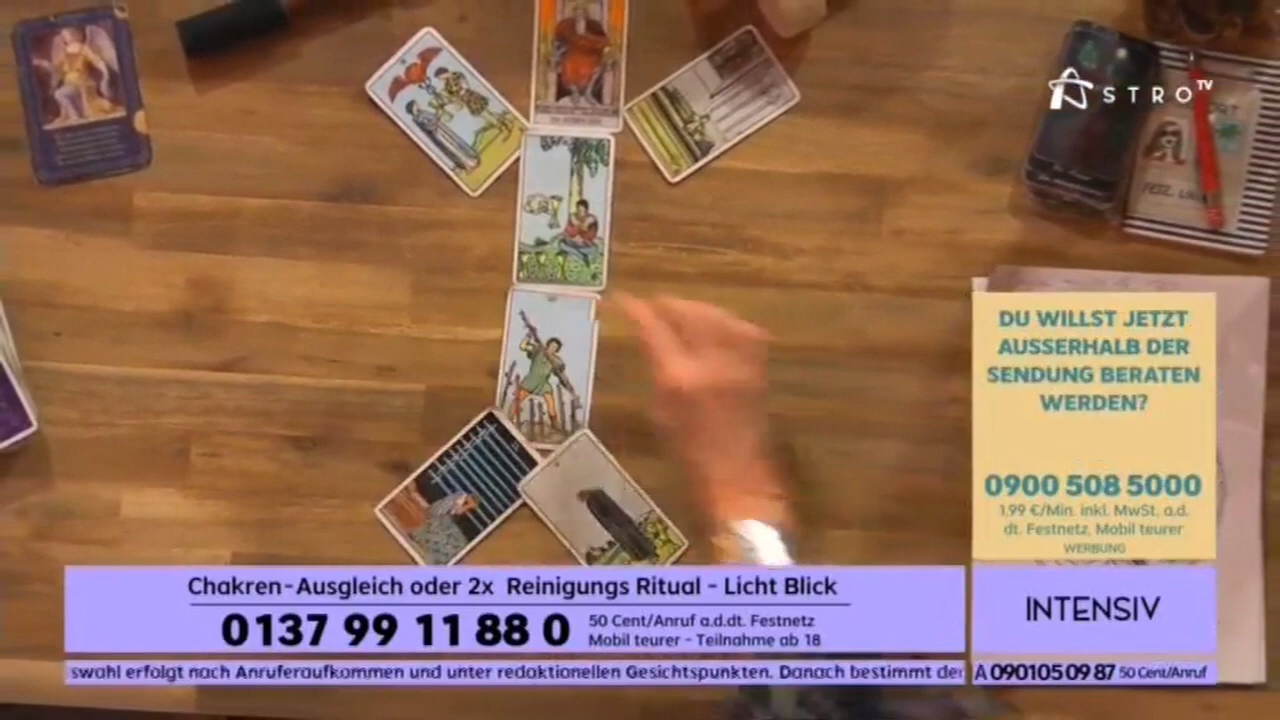 ASTRO TV
DU WILLST JETZT
AUSSERHALB DER
SENDUNG BERATEN
WERDEN?
0900 508 5000
1,99 €/Min. inkl. MwSt. a.d.
dt. Festnetz, Mobil teurer
WERBUNG
Chakren-Ausgleich oder 2x Reinigungs Ritual - Licht Blick
0137 99 11 88 0
50 Cent/Anruf a.d.dt. Festnetz
Mobil teurer - Teilnahme ab 18
INTENSIV
swahl erfolgt nach Anruferaufkommen und unter redaktionellen Gesichtspunkten. Danach bestimmt der
A 090105 09 87 50 Cent/Anruf